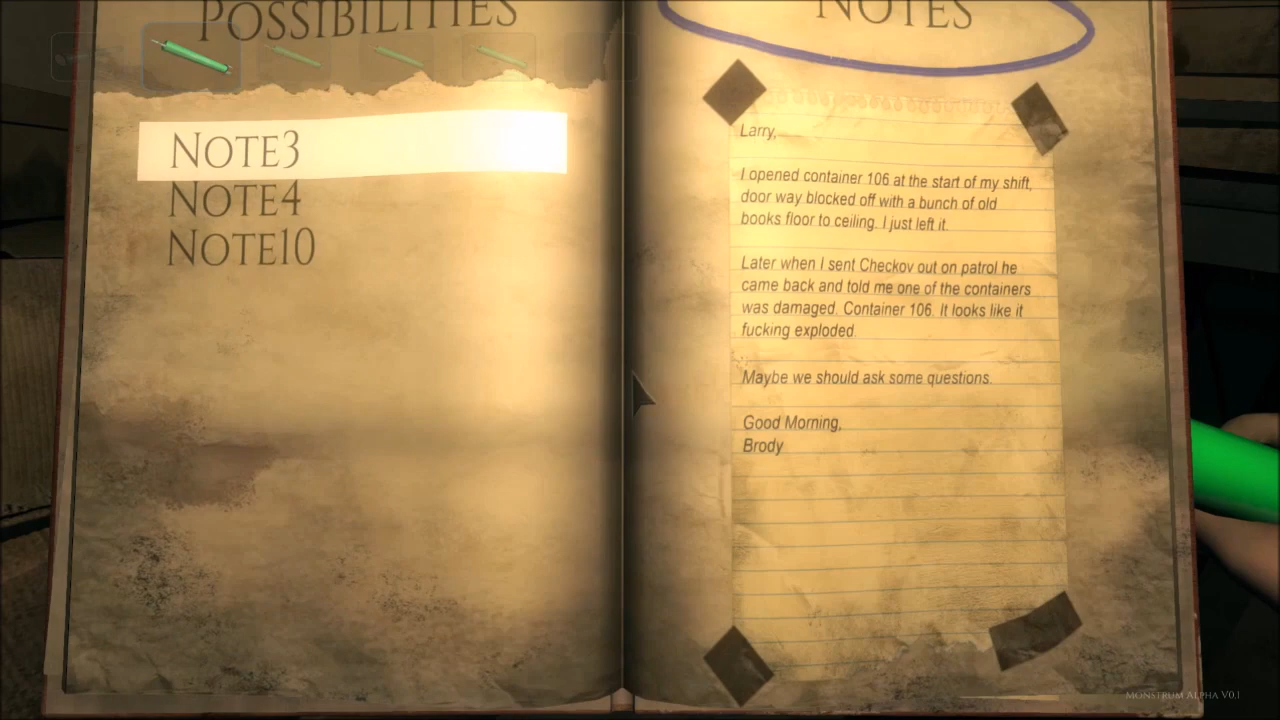 POSSIBILITIES
NOTE3
NOTE4
NOTE10
NOTES
Larry,
I opened container 106 at the start of my shift,
door way blocked off with a bunch of old
books floor to ceiling. I just left it.
Later when I sent Checkov out on patrol he
came back and told me one of the containers
was damaged. Container 106. It looks like it
fucking exploded.
Maybe we should ask some questions.
Good Morning,
Brody
MONSTRUM ALPHA V0.1